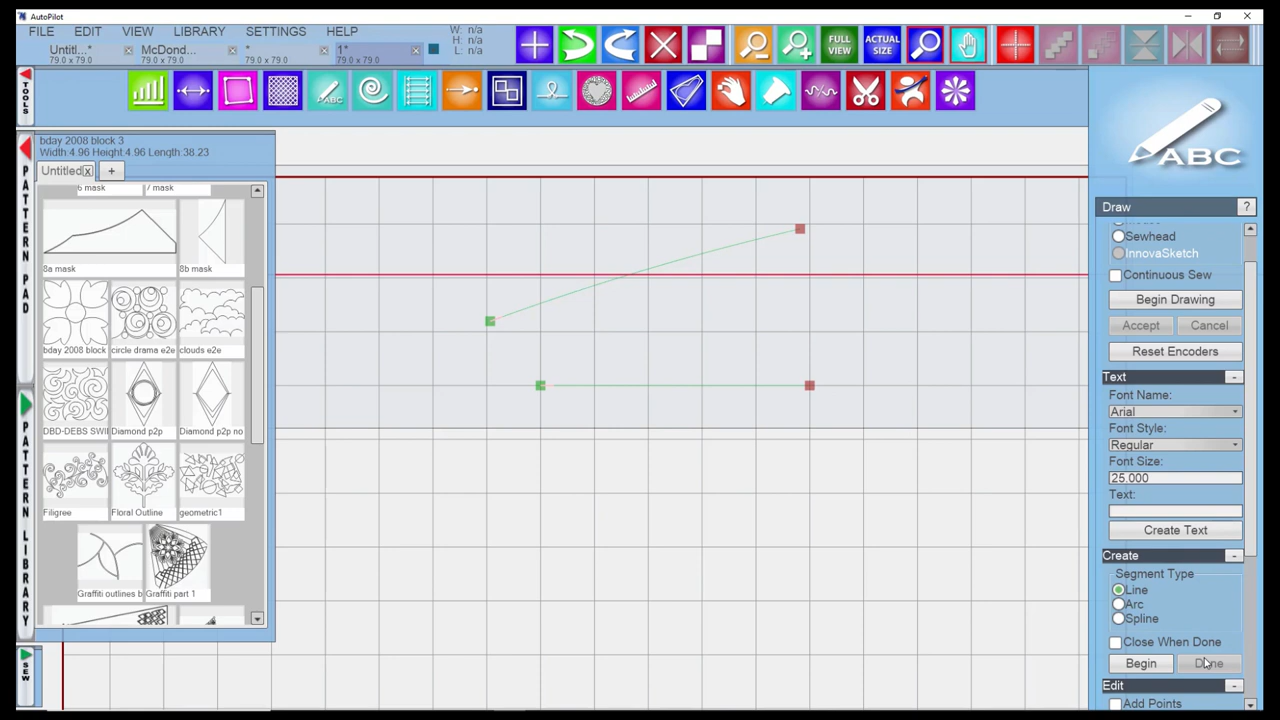 AutoPilot
FILE EDIT VIEW LIBRARY SETTINGS HELP
Untitl...* McDond... * 1*
79.0 x 79.0 79.0 x 79.0 79.0 x 79.0 79.0 x 79.0
W: n/a
H: n/a
L: n/a
FULL VIEW
ACTUAL SIZE
TOOLS
ABC
bday 2008 block 3
Width:4.96 Height:4.96 Length:38.23
Untitled x +
PATTERN PAD
6 mask 7 mask
8a mask 8b mask
bday 2008 block circle drama e2e clouds e2e
DBD-DEBS SWI Diamond p2p Diamond p2p no
Filigree Floral Outline geometric1
Graffiti outlines b Graffiti part 1
PATTERN LIBRARY
SEW
ABC
Draw ?
Sewhead
InnovaSketch
Continuous Sew
Begin Drawing
Accept Cancel
Reset Encoders
Text -
Font Name:
Arial
Font Style:
Regular
Font Size:
25.000
Text:
Create Text
Create -
Segment Type
Line
Arc
Spline
Close When Done
Begin Done
Edit -
Add Points